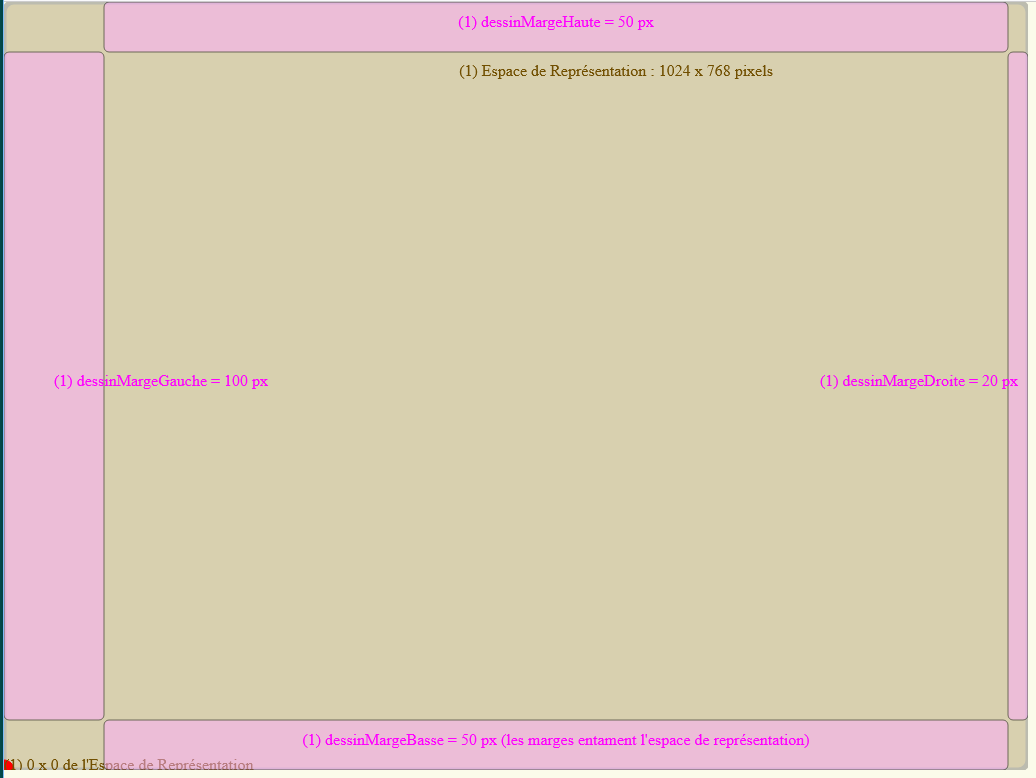 (1) dessinMargeHaute = 50 px
(1) Espace de Représentation : 1024 x 768 pixels
(1) dessinMargeGauche = 100 px
(1) dessinMargeDroite = 20 px
(1) dessinMargeBasse = 50 px (les marges entament l'espace de représentation)
(1) 0 x 0 de l'Espace de Représentation